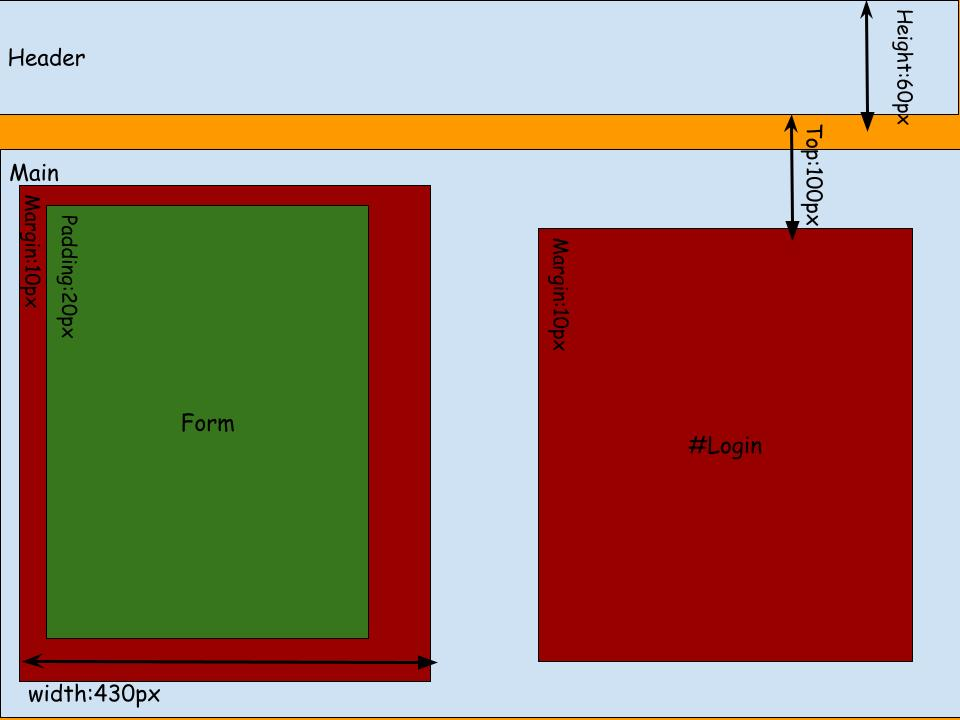 Header
Height:60px
Top:100px
Main
Margin:10px
Padding:20px
Margin:10px
Form
#Login
width:430px